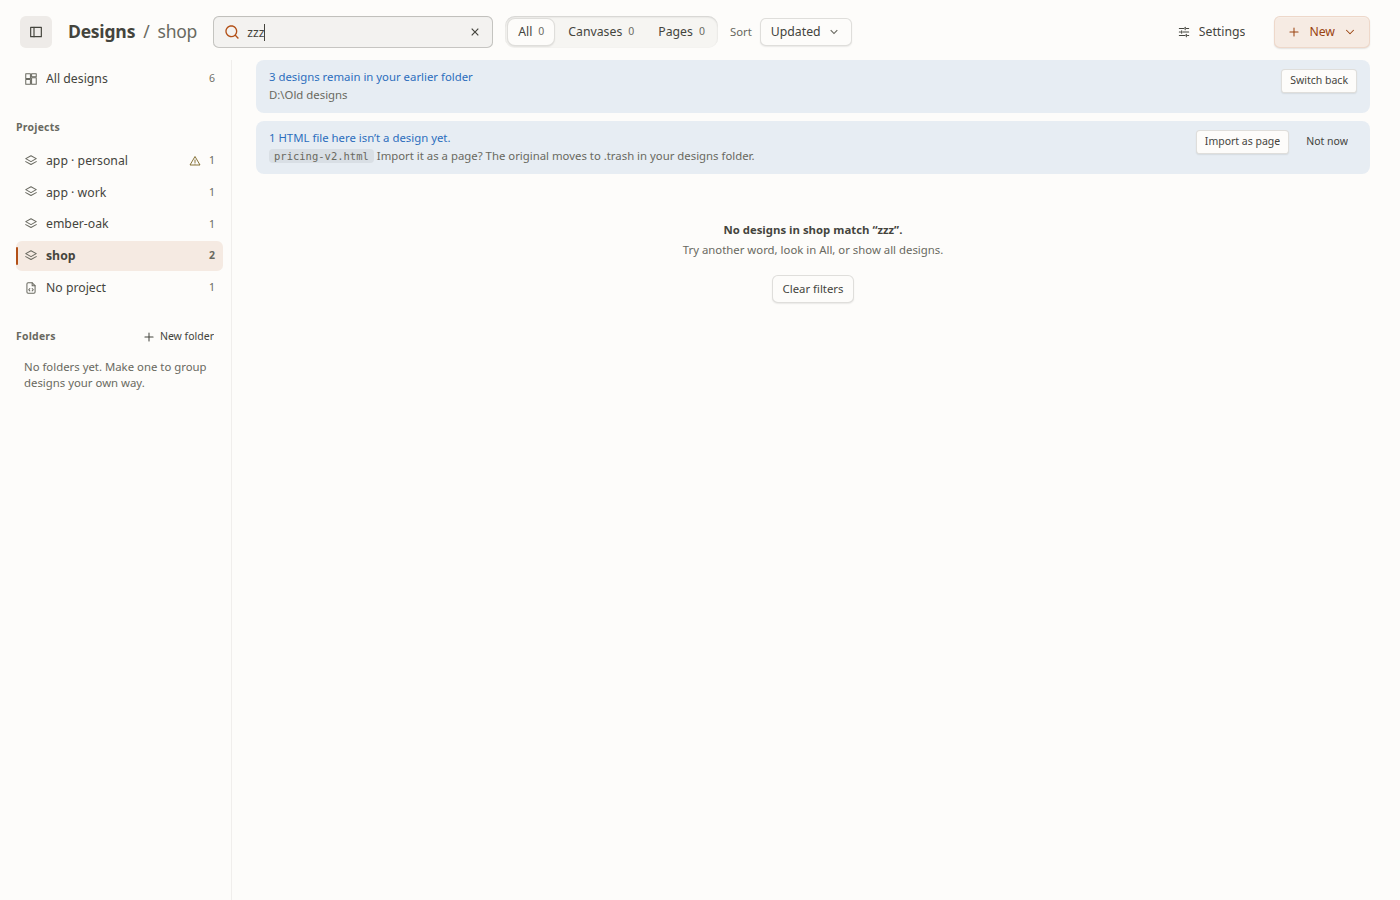 Designs / shop
zzz
All 0
Canvases 0
Pages 0
Sort
Updated
Settings
New
All designs 6
Projects
app · personal 1
app · work 1
ember-oak 1
shop 2
No project 1
Folders
New folder
No folders yet. Make one to group
designs your own way.
3 designs remain in your earlier folder
D:\Old designs
Switch back
1 HTML file here isn’t a design yet.
pricing-v2.html Import it as a page? The original moves to .trash in your designs folder.
Import as page
Not now
No designs in shop match “zzz”.
Try another word, look in All, or show all designs.
Clear filters